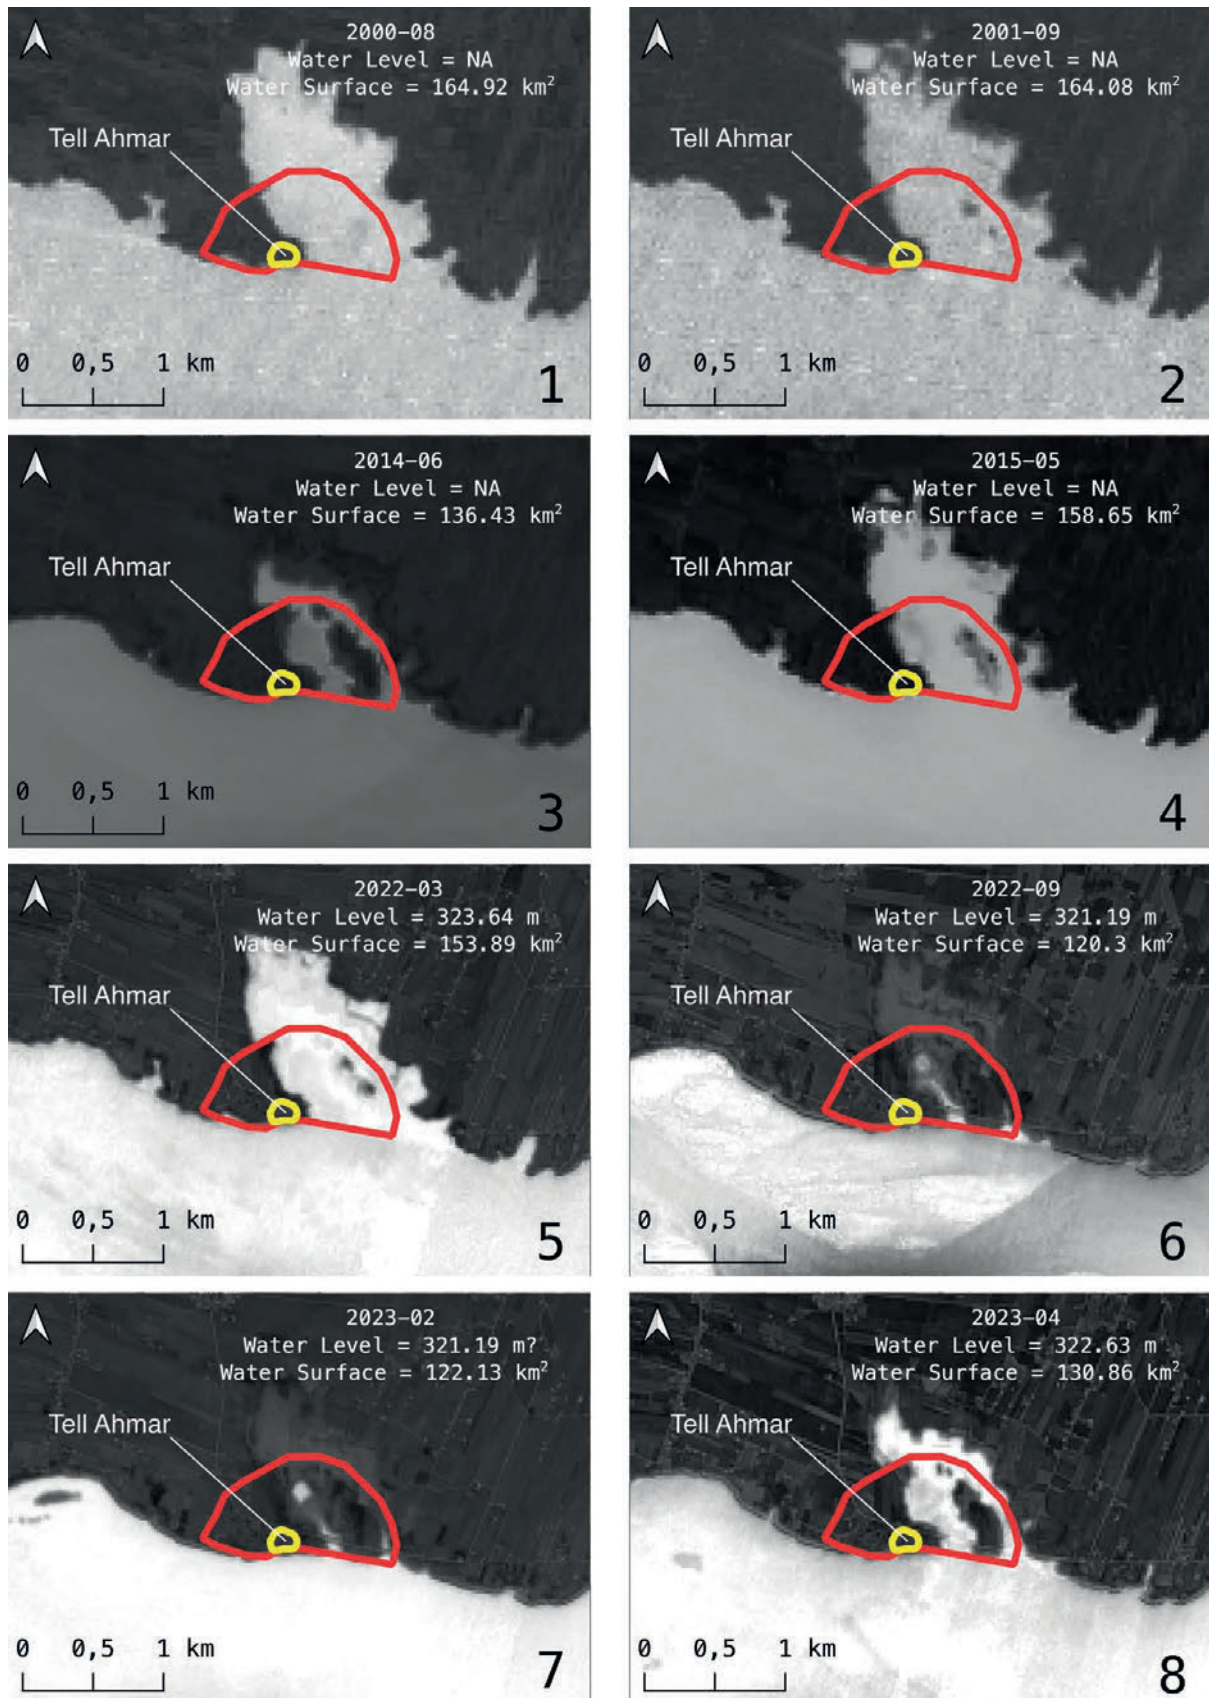 2000-08
Water Level = NA
Water Surface = 164.92 km²
Tell Ahmar
0 0,5 1 km
1
2001-09
Water Level = NA
Water Surface = 164.08 km²
Tell Ahmar
0 0,5 1 km
2
2014-06
Water Level = NA
Water Surface = 136.43 km²
Tell Ahmar
0 0,5 1 km
3
2015-05
Water Level = NA
Water Surface = 158.65 km²
Tell Ahmar
4
2022-03
Water Level = 323.64 m
Water Surface = 153.89 km²
Tell Ahmar
0 0,5 1 km
5
2022-09
Water Level = 321.19 m
Water Surface = 120.3 km²
Tell Ahmar
0 0,5 1 km
6
2023-02
Water Level = 321.19 m?
Water Surface = 122.13 km²
Tell Ahmar
0 0,5 1 km
7
2023-04
Water Level = 322.63 m
Water Surface = 130.86 km²
Tell Ahmar
0 0,5 1 km
8